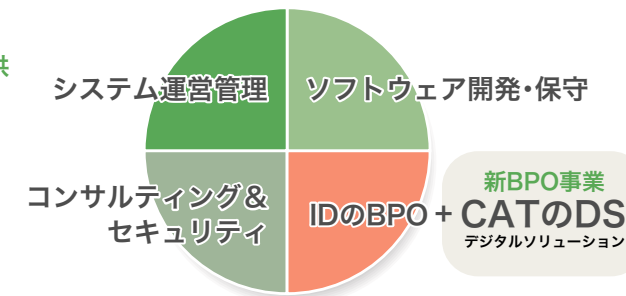 供
システム運営管理
ソフトウェア開発・保守
コンサルティング&
セキュリティ
IDのBPO + CATのDS
新BPO事業
デジタルソリューション